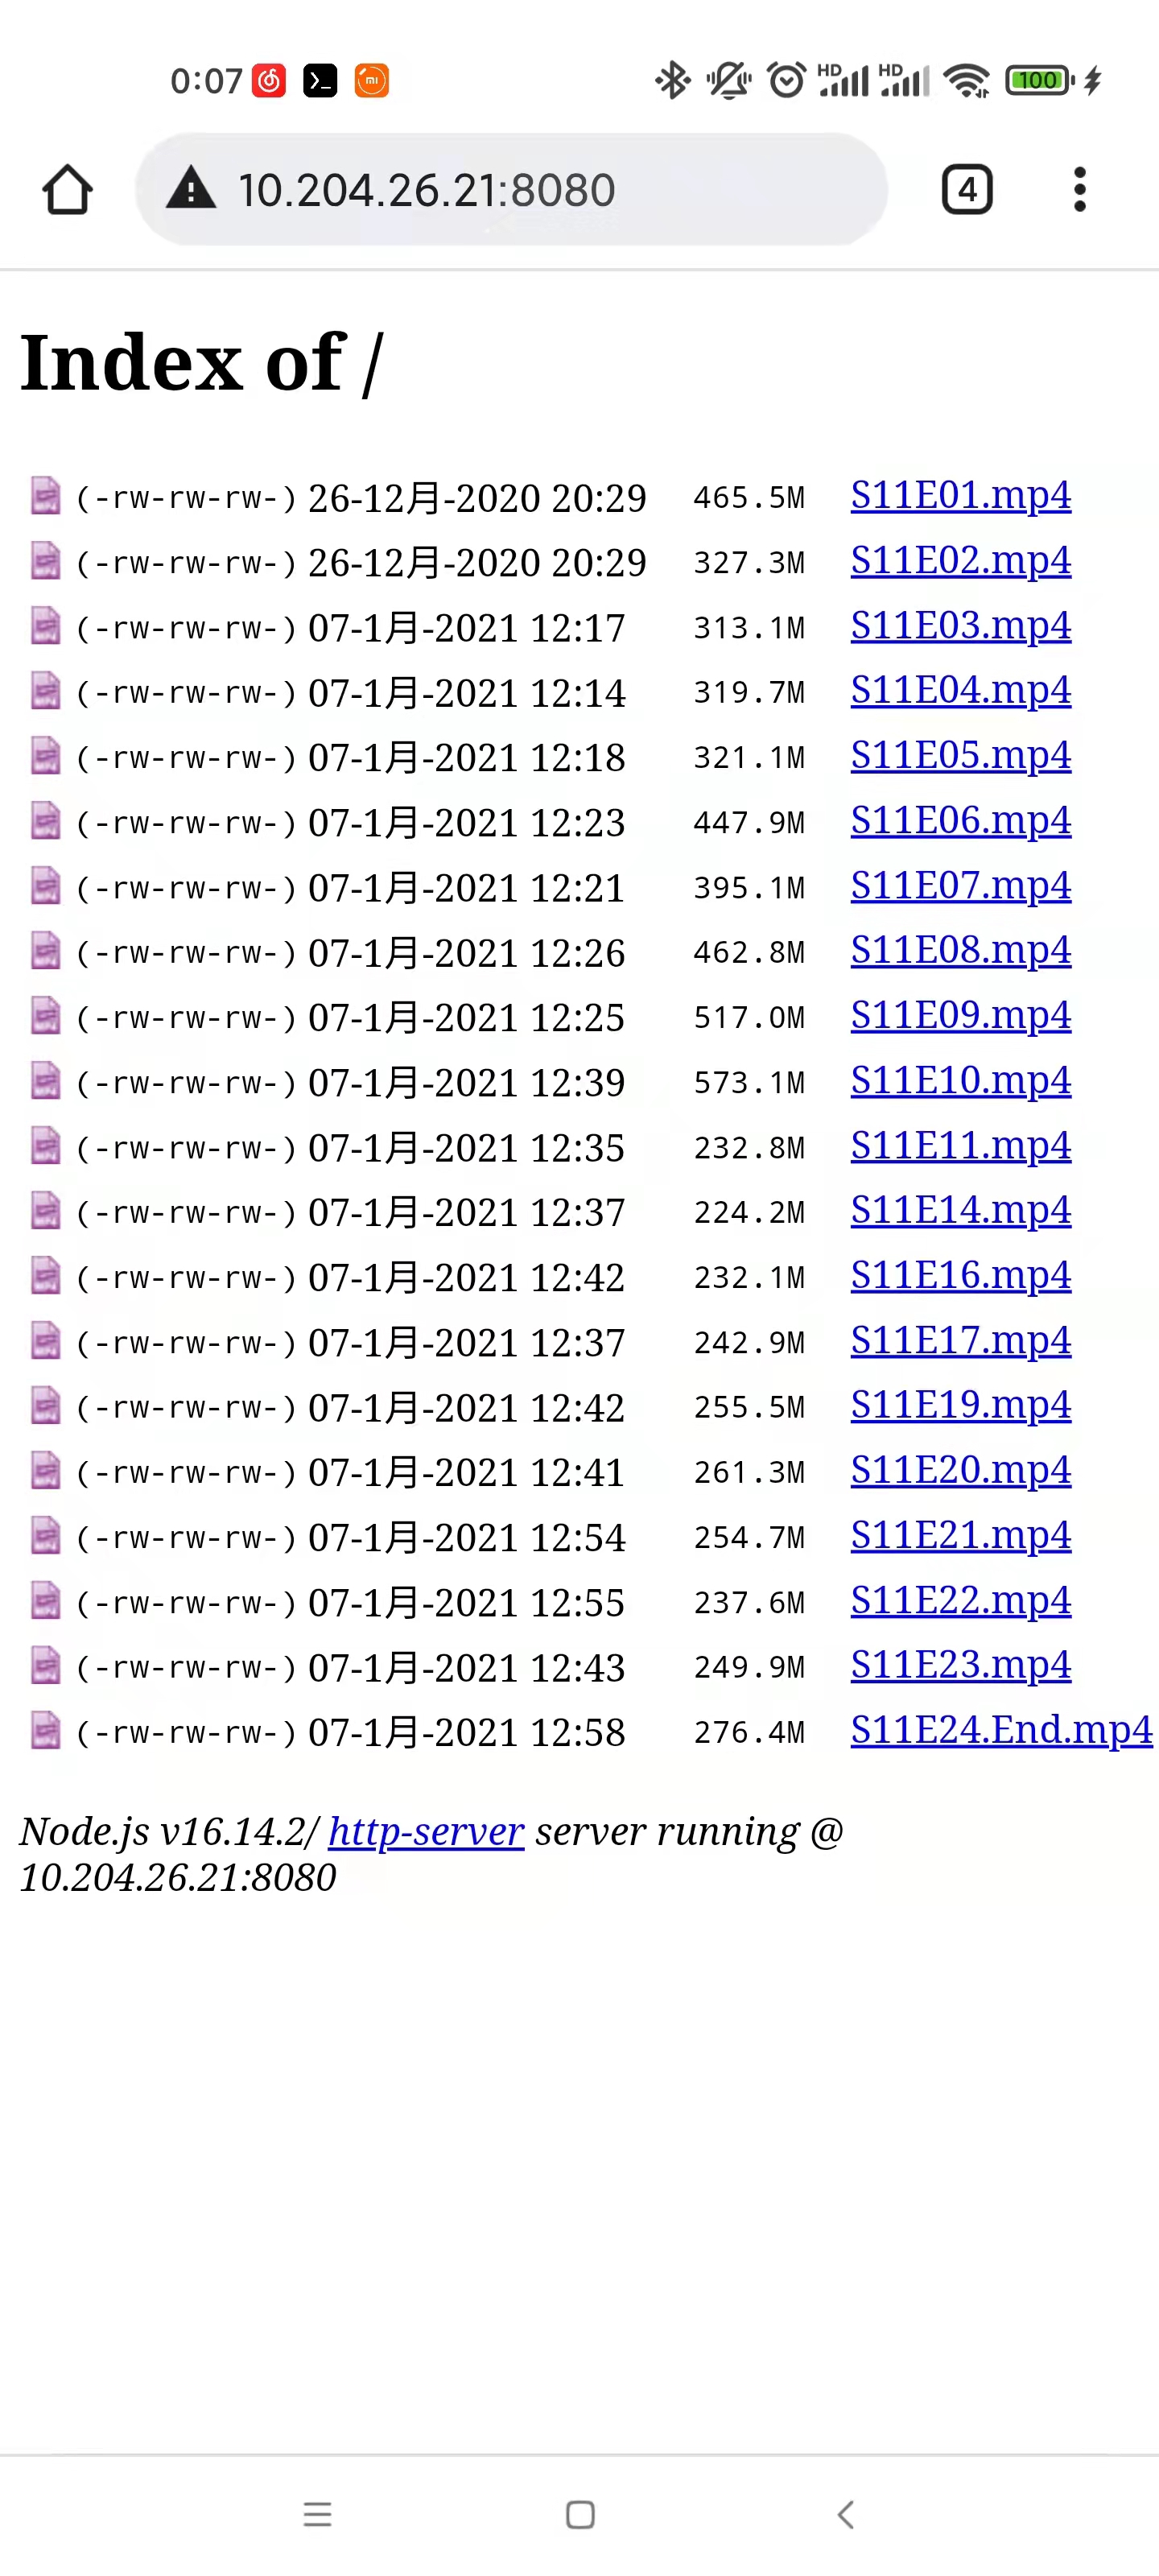 0:07 HD HD 100
10.204.26.21:8080 4
Index of /
(-rw-rw-rw-) 26-12月-2020 20:29 465.5M S11E01.mp4
(-rw-rw-rw-) 26-12月-2020 20:29 327.3M S11E02.mp4
(-rw-rw-rw-) 07-1月-2021 12:17 313.1M S11E03.mp4
(-rw-rw-rw-) 07-1月-2021 12:14 319.7M S11E04.mp4
(-rw-rw-rw-) 07-1月-2021 12:18 321.1M S11E05.mp4
(-rw-rw-rw-) 07-1月-2021 12:23 447.9M S11E06.mp4
(-rw-rw-rw-) 07-1月-2021 12:21 395.1M S11E07.mp4
(-rw-rw-rw-) 07-1月-2021 12:26 462.8M S11E08.mp4
(-rw-rw-rw-) 07-1月-2021 12:25 517.0M S11E09.mp4
(-rw-rw-rw-) 07-1月-2021 12:39 573.1M S11E10.mp4
(-rw-rw-rw-) 07-1月-2021 12:35 232.8M S11E11.mp4
(-rw-rw-rw-) 07-1月-2021 12:37 224.2M S11E14.mp4
(-rw-rw-rw-) 07-1月-2021 12:42 232.1M S11E16.mp4
(-rw-rw-rw-) 07-1月-2021 12:37 242.9M S11E17.mp4
(-rw-rw-rw-) 07-1月-2021 12:42 255.5M S11E19.mp4
(-rw-rw-rw-) 07-1月-2021 12:41 261.3M S11E20.mp4
(-rw-rw-rw-) 07-1月-2021 12:54 254.7M S11E21.mp4
(-rw-rw-rw-) 07-1月-2021 12:55 237.6M S11E22.mp4
(-rw-rw-rw-) 07-1月-2021 12:43 249.9M S11E23.mp4
(-rw-rw-rw-) 07-1月-2021 12:58 276.4M S11E24.End.mp4
Node.js v16.14.2/ http-server server running @
10.204.26.21:8080